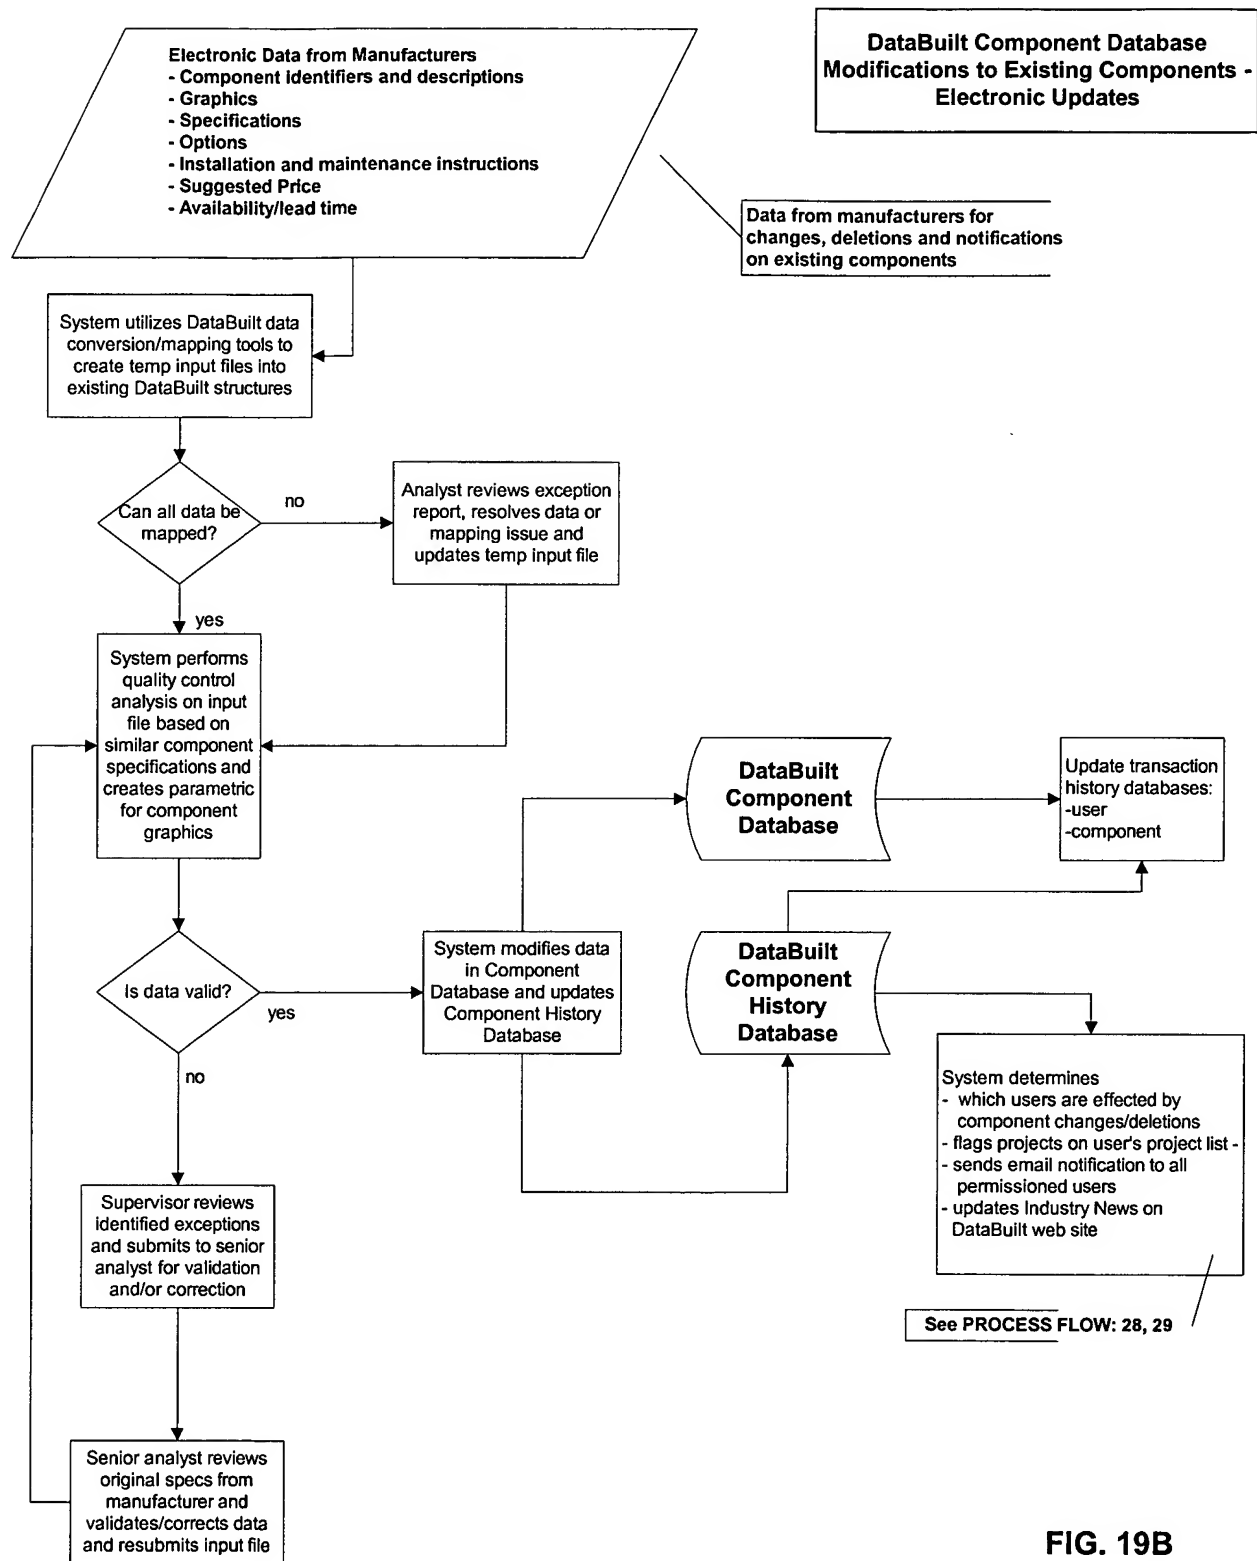 DataBuilt Component Database
Modifications to Existing Components -
Electronic Updates
Electronic Data from Manufacturers
- Component identifiers and descriptions
- Graphics
- Specifications
- Options
- Installation and maintenance instructions
- Suggested Price
- Availability/lead time
Data from manufacturers for
changes, deletions and notifications
on existing components
System utilizes DataBuilt data
conversion/mapping tools to
create temp input files into
existing DataBuilt structures
Can all data be
mapped?
no
Analyst reviews exception
report, resolves data or
mapping issue and
updates temp input file
yes
System performs
quality control
analysis on input
file based on
similar component
specifications and
creates parametric
for component
graphics
DataBuilt
Component
Database
Update transaction
history databases:
-user
-component
Is data valid?
yes
System modifies data
in Component
Database and updates
Component History
Database
DataBuilt
Component
History
Database
no
System determines
- which users are effected by
component changes/deletions
- flags projects on user's project list -
- sends email notification to all
permissioned users
- updates Industry News on
DataBuilt web site
Supervisor reviews
identified exceptions
and submits to senior
analyst for validation
and/or correction
See PROCESS FLOW: 28, 29
Senior analyst reviews
original specs from
manufacturer and
validates/corrects data
and resubmits input file
FIG. 19B